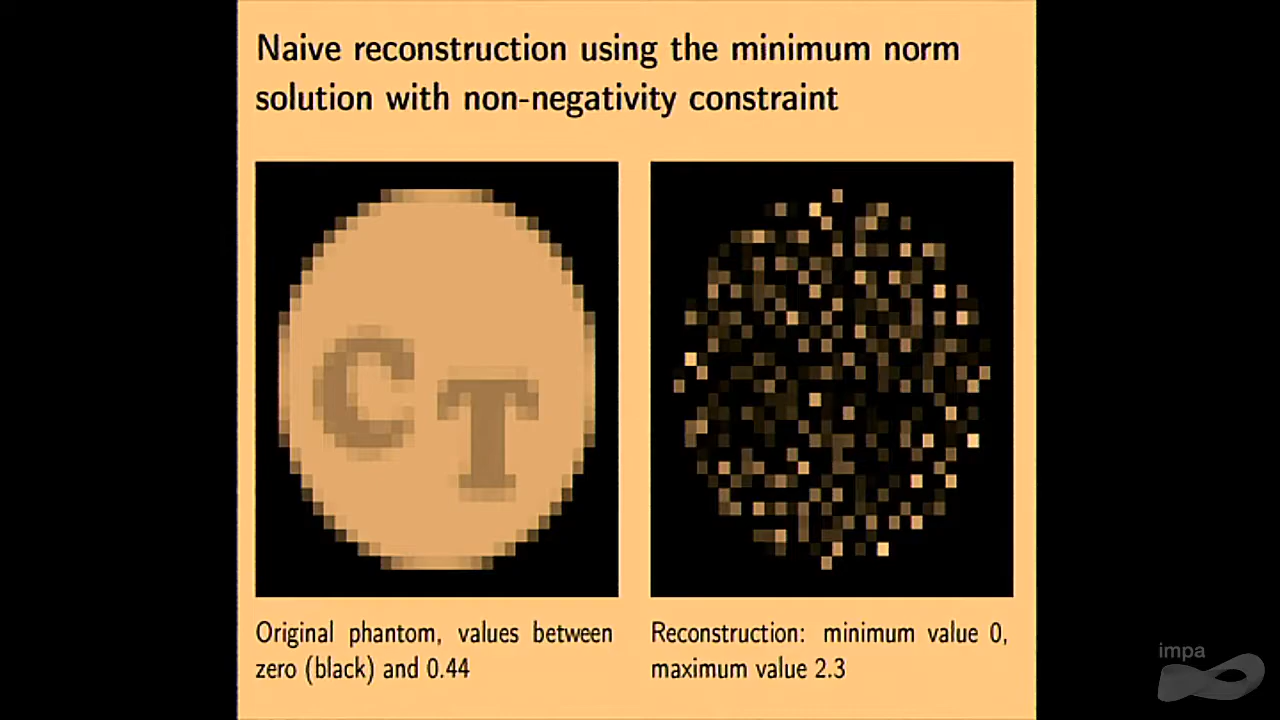 Naive reconstruction using the minimum norm
solution with non-negativity constraint
C T
Original phantom, values between
zero (black) and 0.44
Reconstruction: minimum value 0,
maximum value 2.3
impa